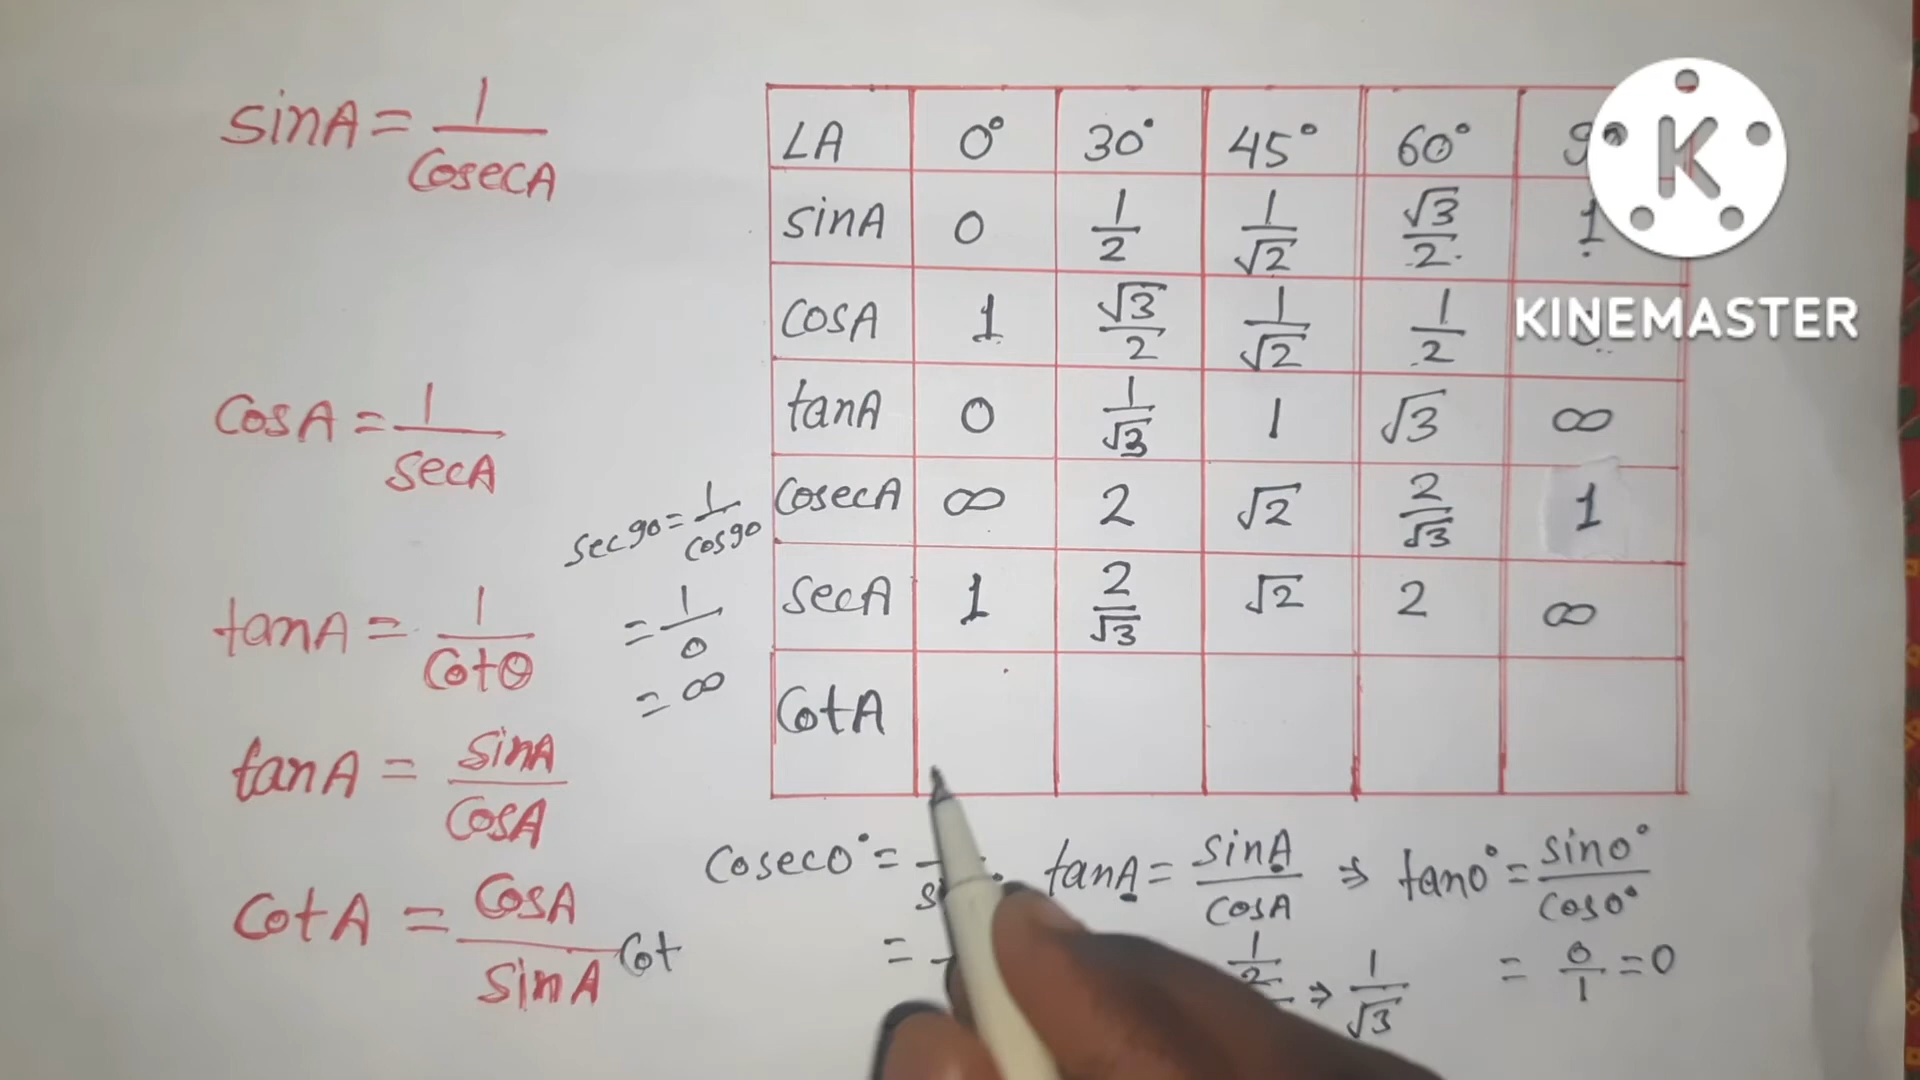 sinA = 1/CosecA
CosA = 1/secA
tanA = 1/Cotθ
tanA = sinA/CosA
CotA = CosA/sinA
Cot
sec90 = 1/cos90
= 1/0
= ∞
∠A 0° 30° 45° 60°
sinA 0 1/2 1/√2 √3/2 1
CosA 1 √3/2 1/√2 1/2
tanA 0 1/√3 1 √3 ∞
CosecA ∞ 2 √2 2/√3 1
secA 1 2/√3 √2 2 ∞
CotA
K
KINEMASTER
Cosec0° =
=
tanA = sinA/CosA ⇒ tan0° = sin0°/Cos0°
⇒ 1/√3
= 0/1 = 0